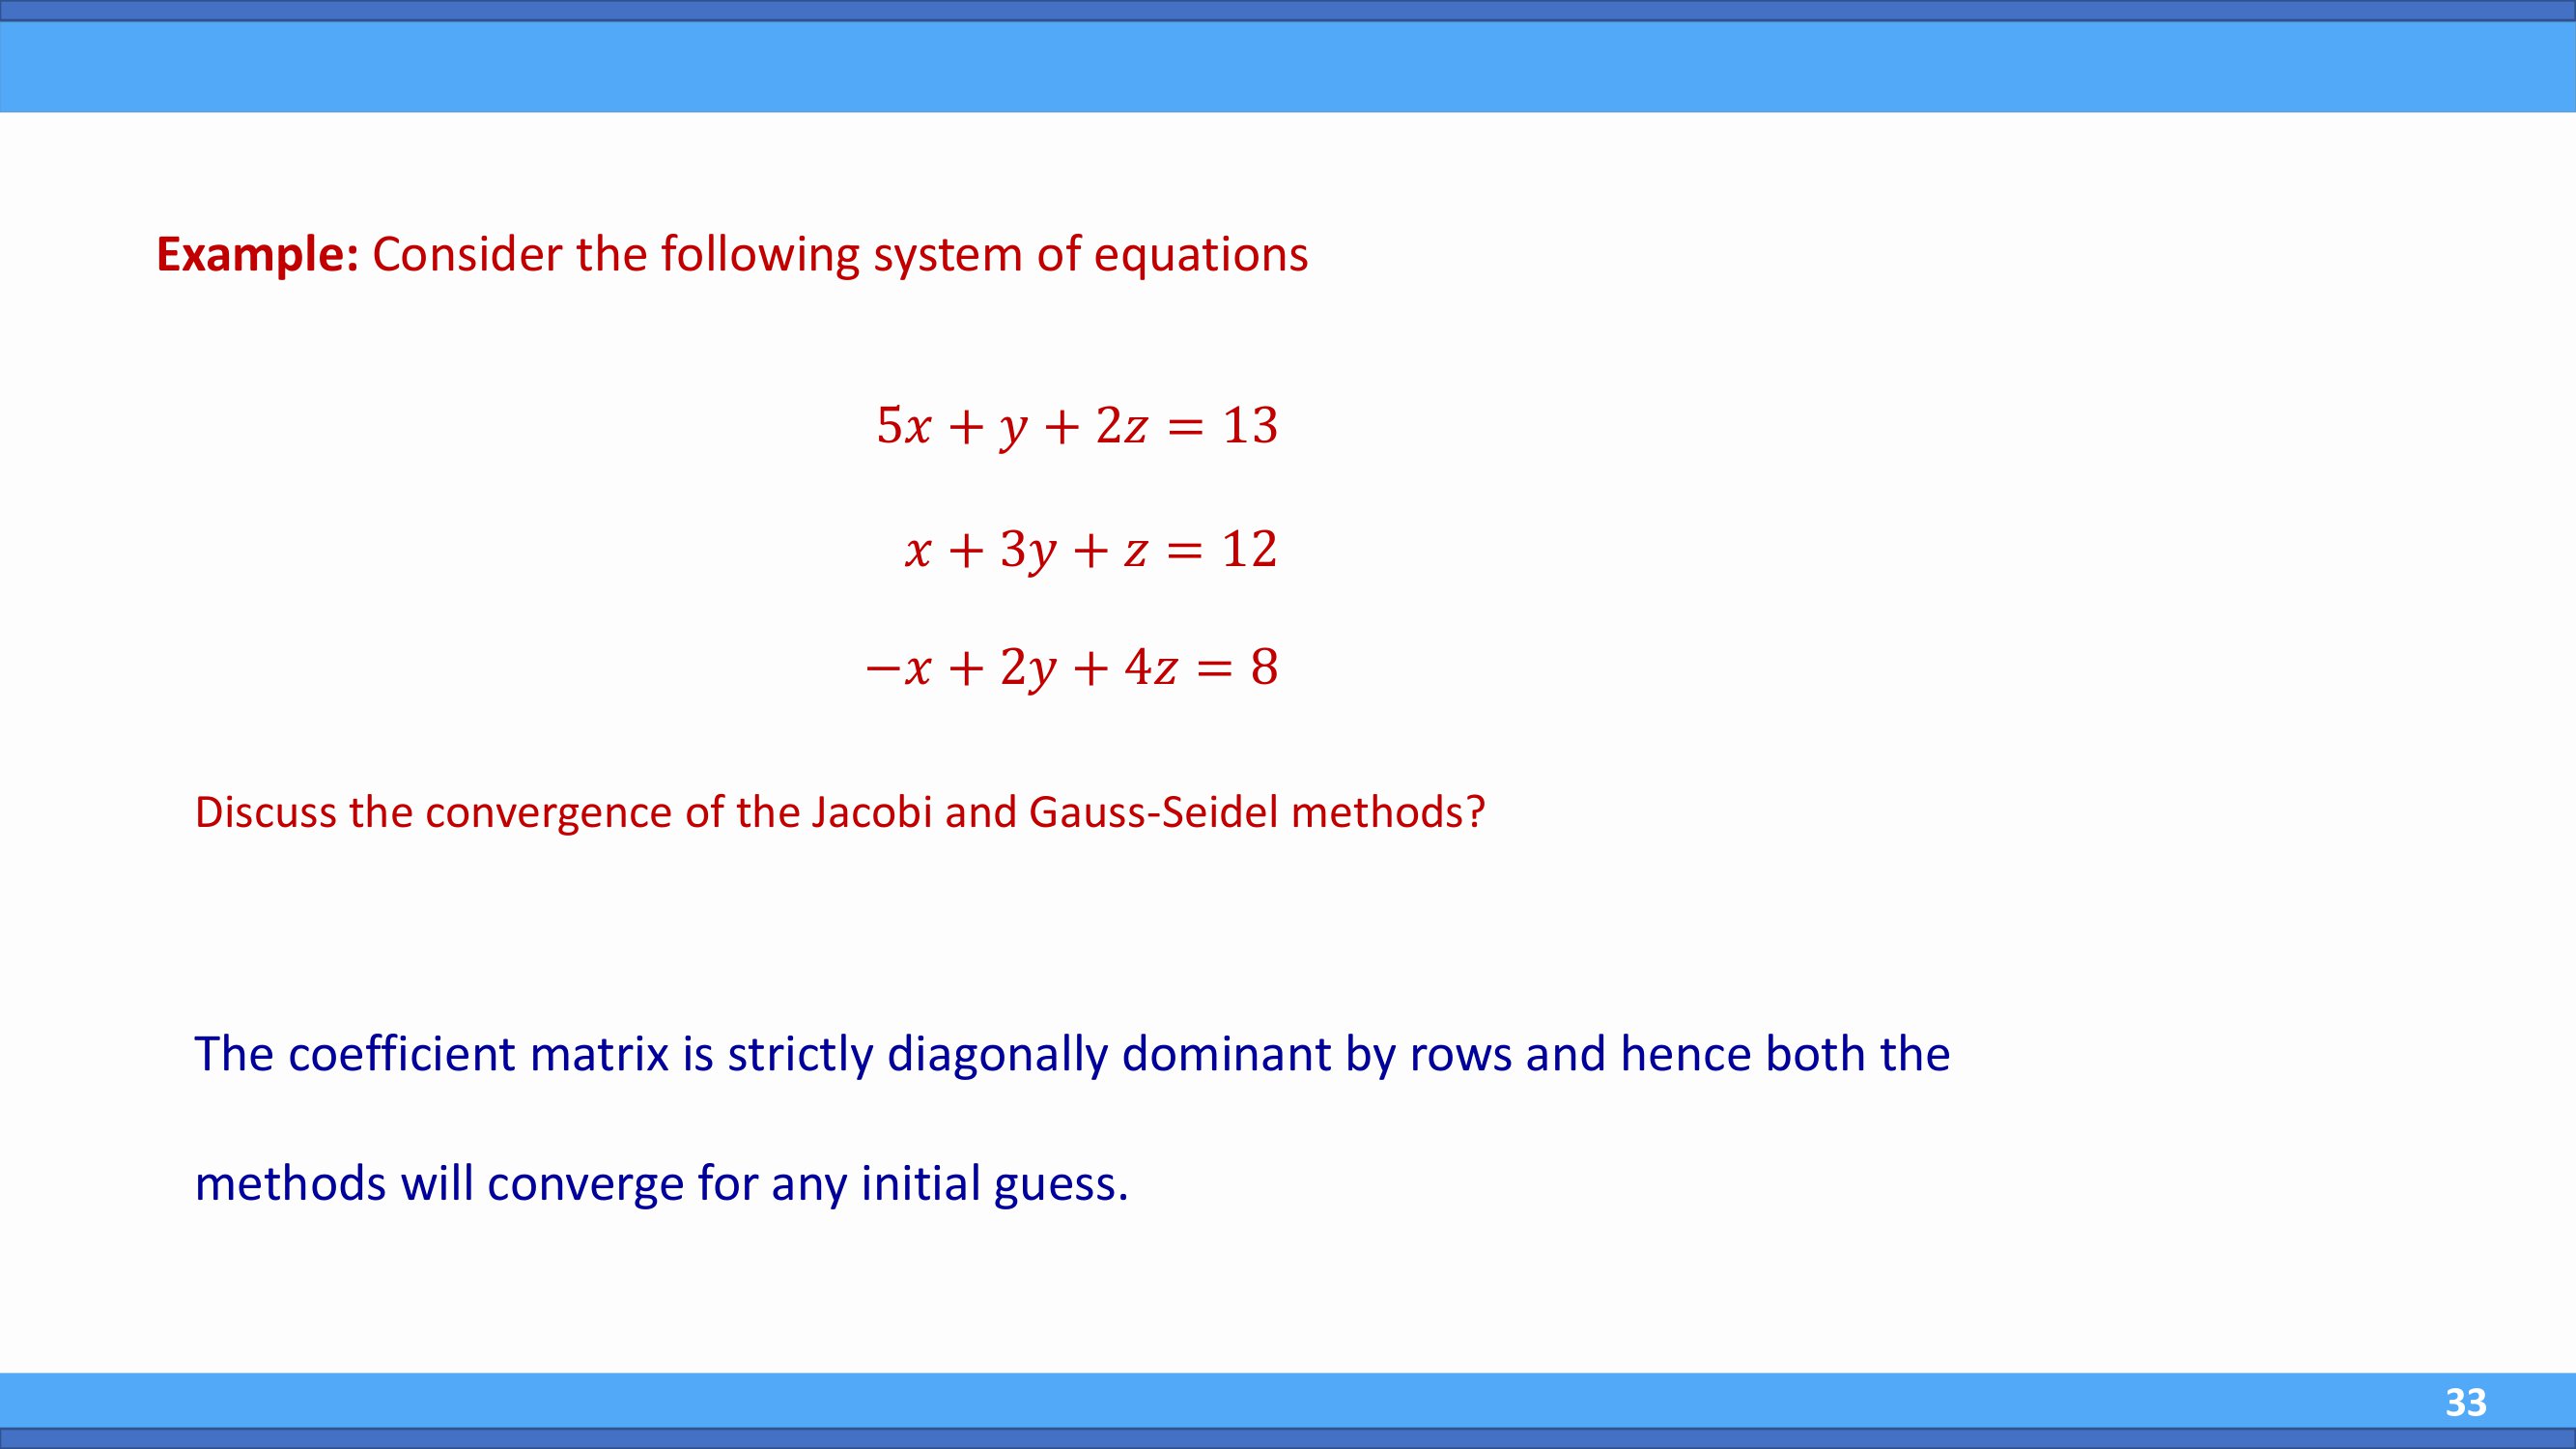 Example: Consider the following system of equations
5x + y + 2z = 13
x + 3y + z = 12
−x + 2y + 4z = 8
Discuss the convergence of the Jacobi and Gauss-Seidel methods?
The coefficient matrix is strictly diagonally dominant by rows and hence both the
methods will converge for any initial guess.
33